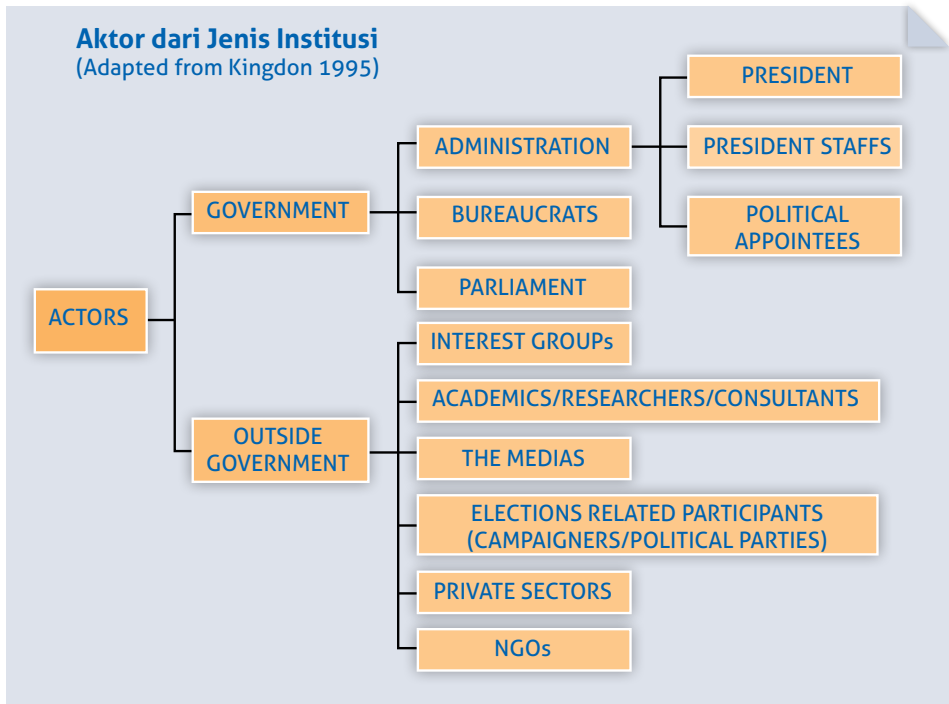 Aktor dari Jenis Institusi
(Adapted from Kingdon 1995)
ACTORS
GOVERNMENT
ADMINISTRATION
PRESIDENT
PRESIDENT STAFFS
POLITICAL
APPOINTEES
BUREAUCRATS
PARLIAMENT
OUTSIDE
GOVERNMENT
INTEREST GROUPs
ACADEMICS/RESEARCHERS/CONSULTANTS
THE MEDIAS
ELECTIONS RELATED PARTICIPANTS
(CAMPAIGNERS/POLITICAL PARTIES)
PRIVATE SECTORS
NGOs